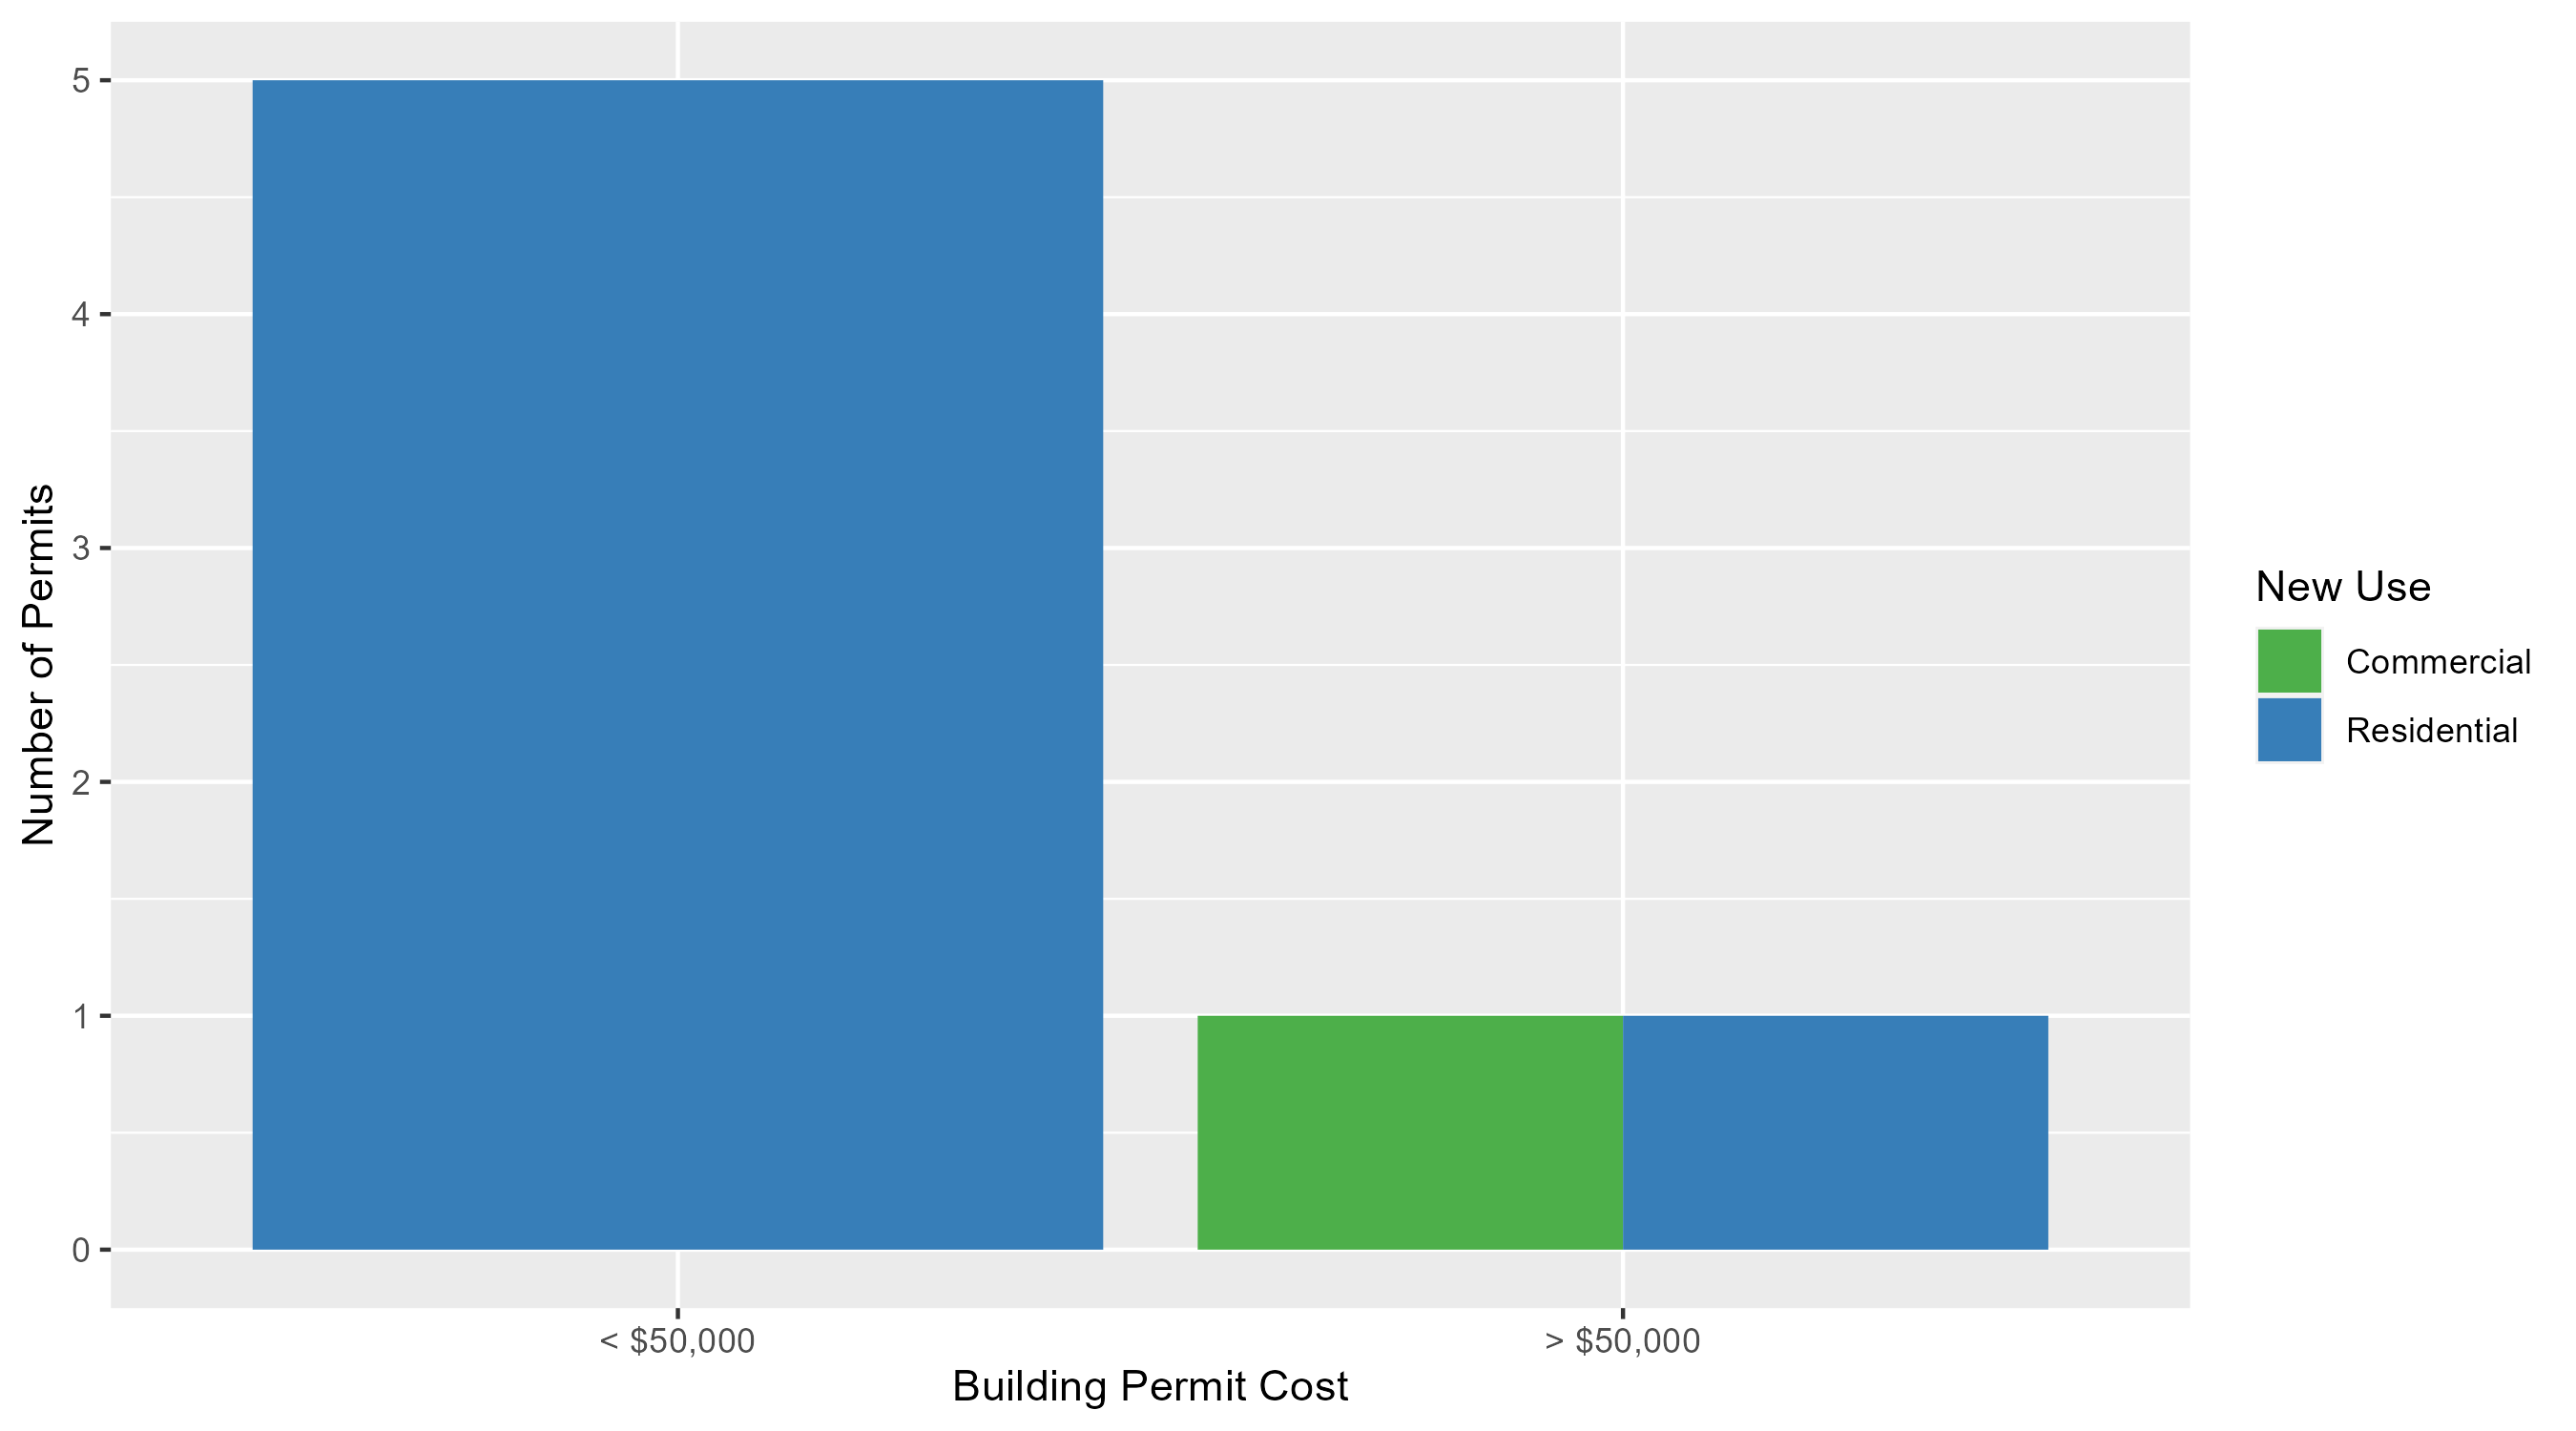 5
4
3
2
1
0
Number of Permits
< $50,000
> $50,000
Building Permit Cost
New Use
Commercial
Residential